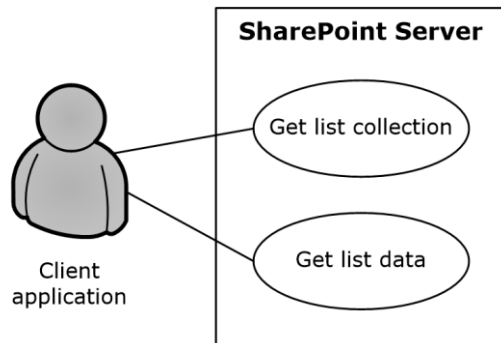 SharePoint Server
Get list collection
Get list data
Client
application